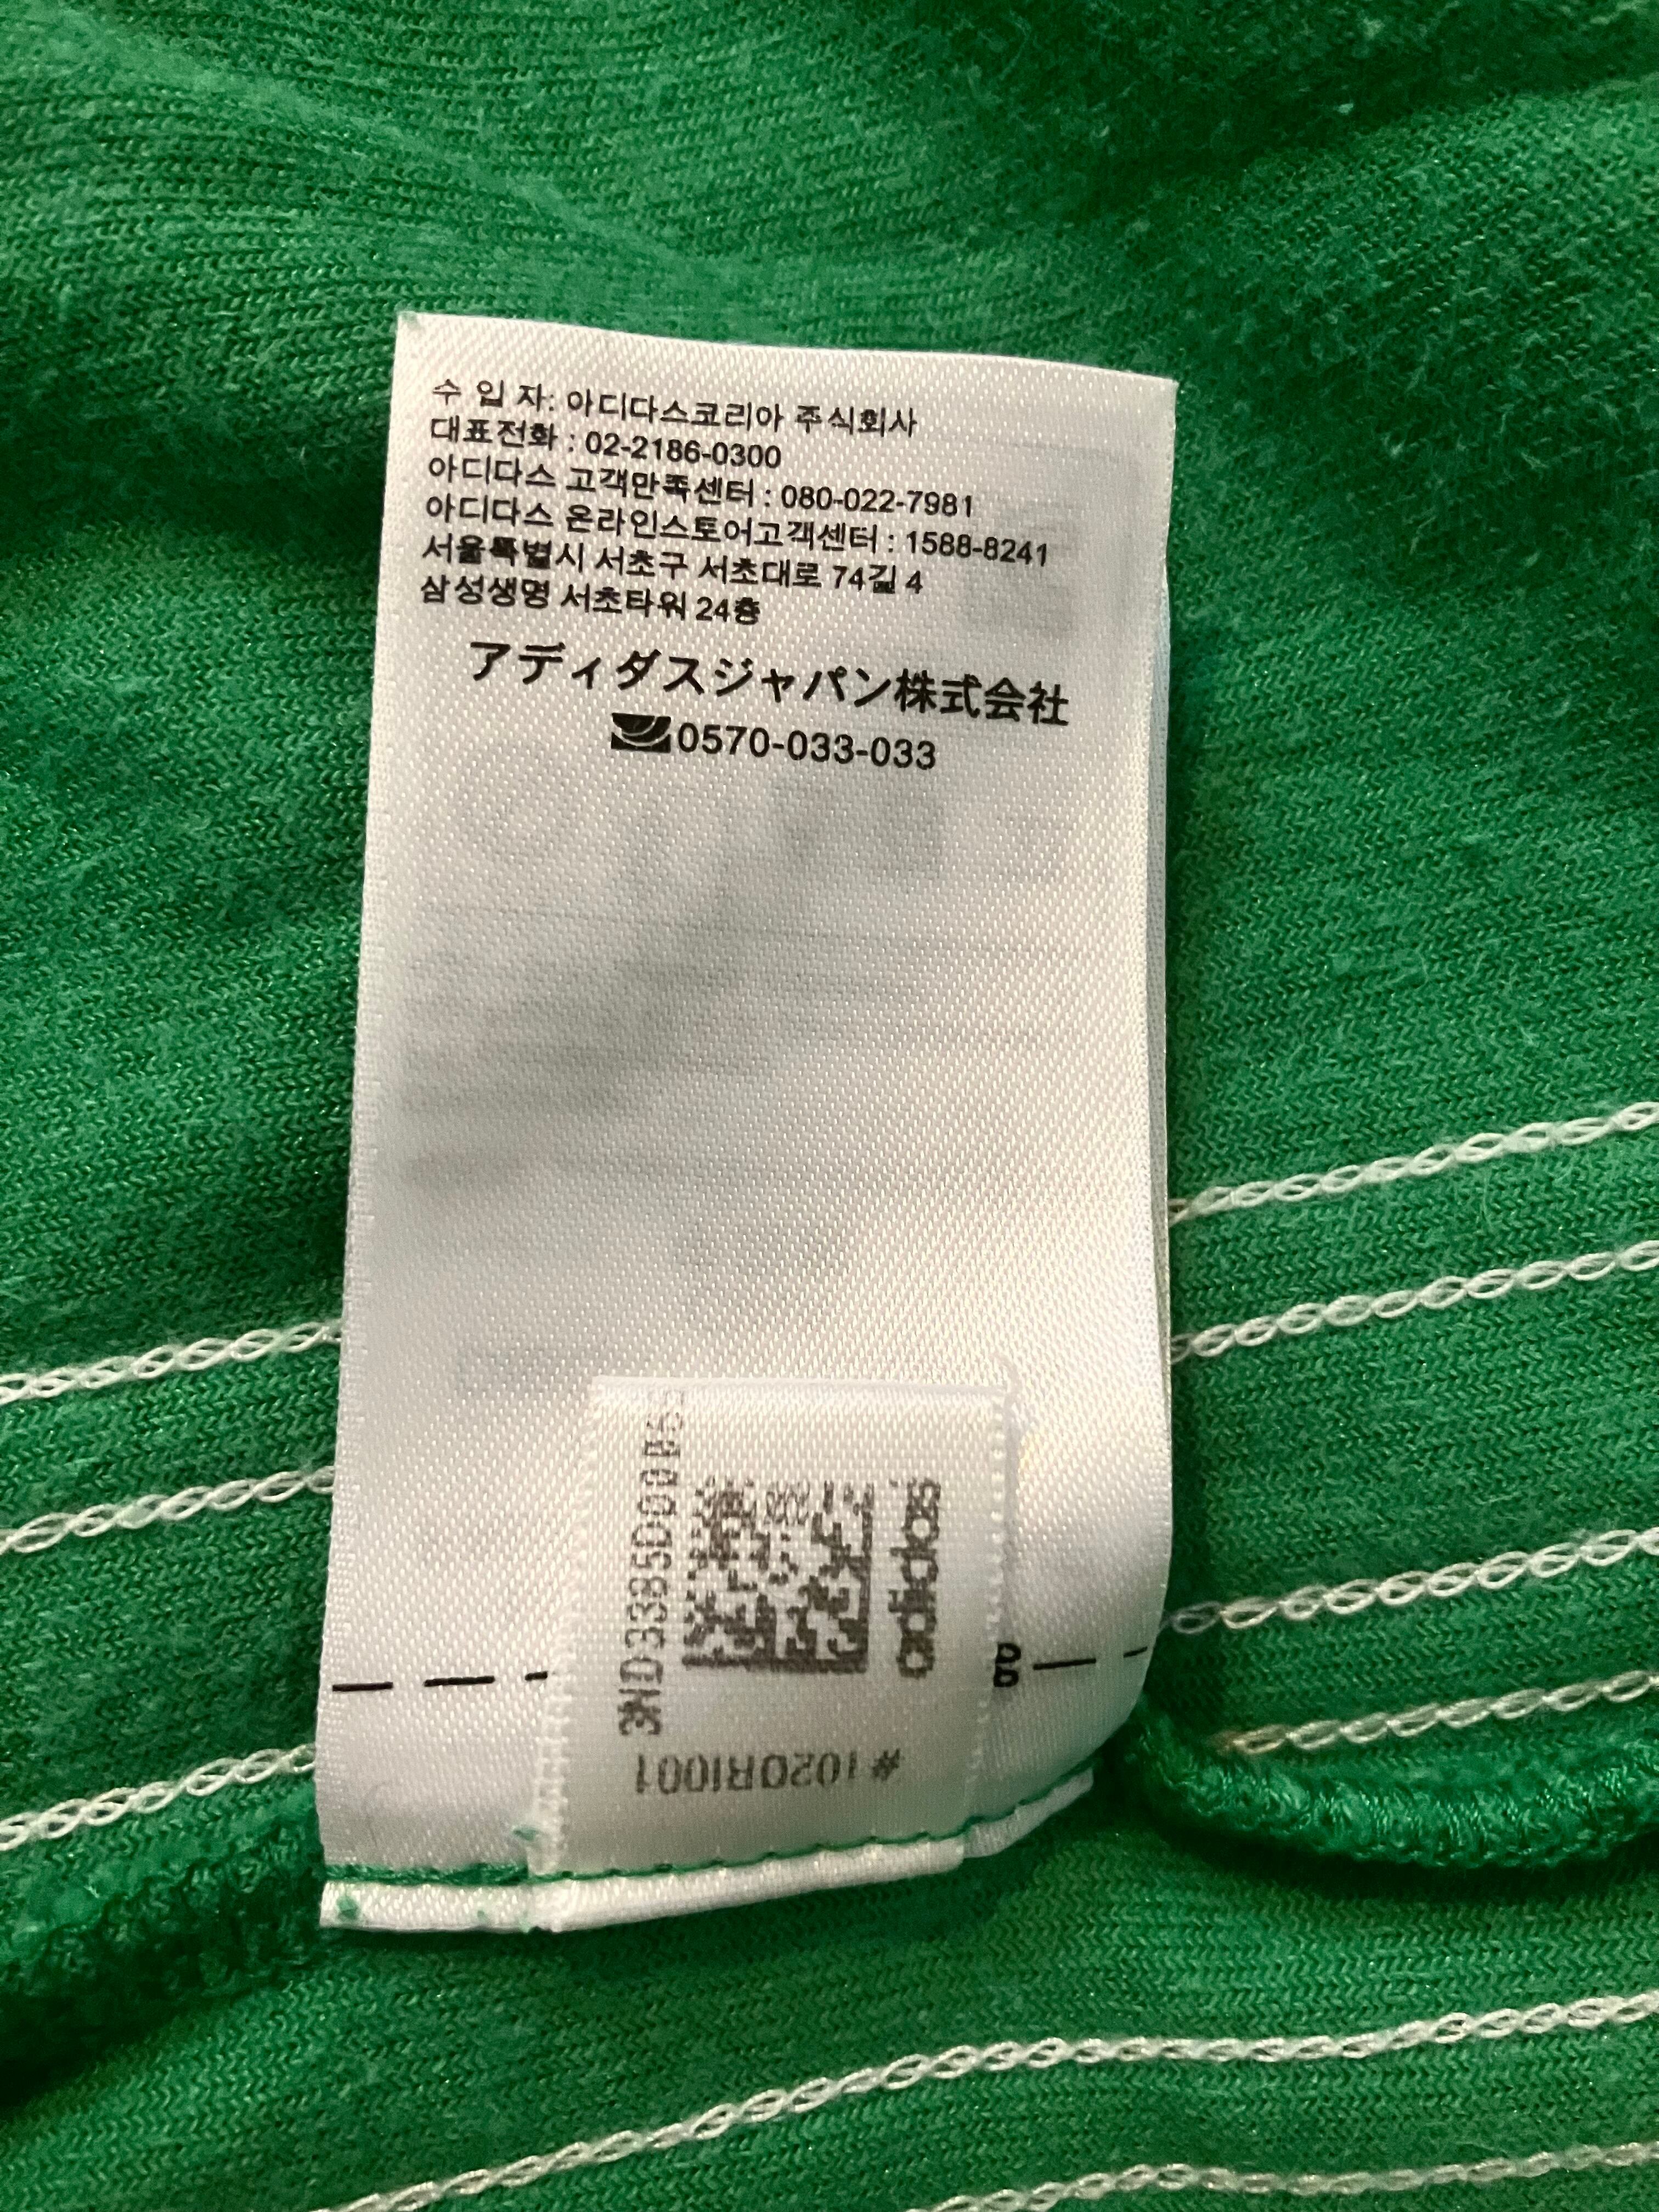 수 입 자: 아디다스코리아 주식회사
대표전화 : 02-2186-0300
아디다스 고객만족센터 : 080-022-7981
아디다스 온라인스토어고객센터 : 1588-8241
서울특별시 서초구 서초대로 74길 4
삼성생명 서초타워 24층
アディダスジャパン株式会社
0570-033-033
adidas
#1020RI001